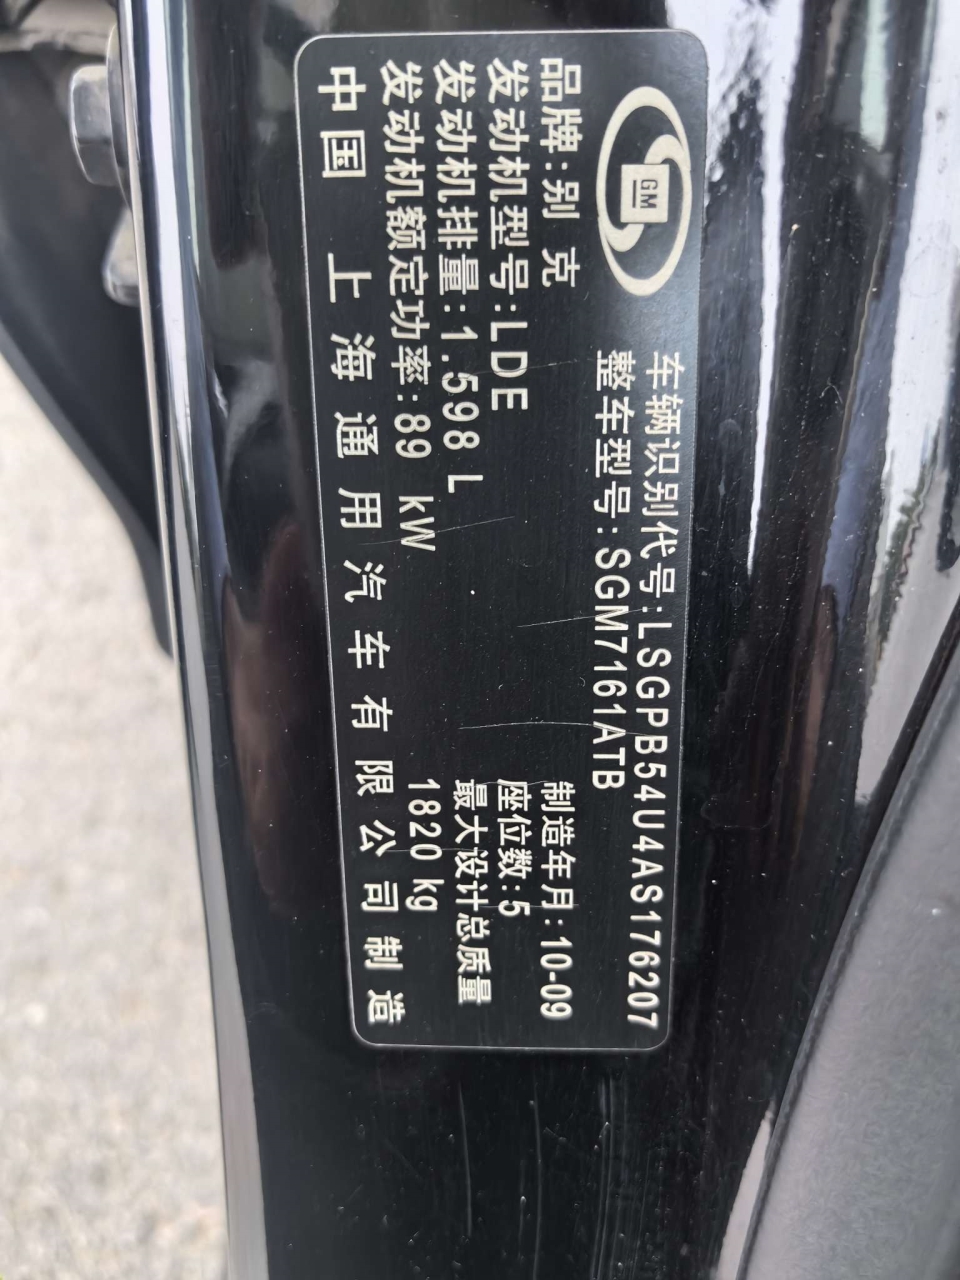 GM
车辆识别代号:LSGPB54U4AS176207
整车型号:SGM7161ATB
品牌:别 克
发动机型号:LDE
发动机排量:1.598 L
发动机额定功率:89 kW
制造年月:10-09
座位数:5
最大设计总质量
1820 kg
中国 上海通用汽车有限公司制造